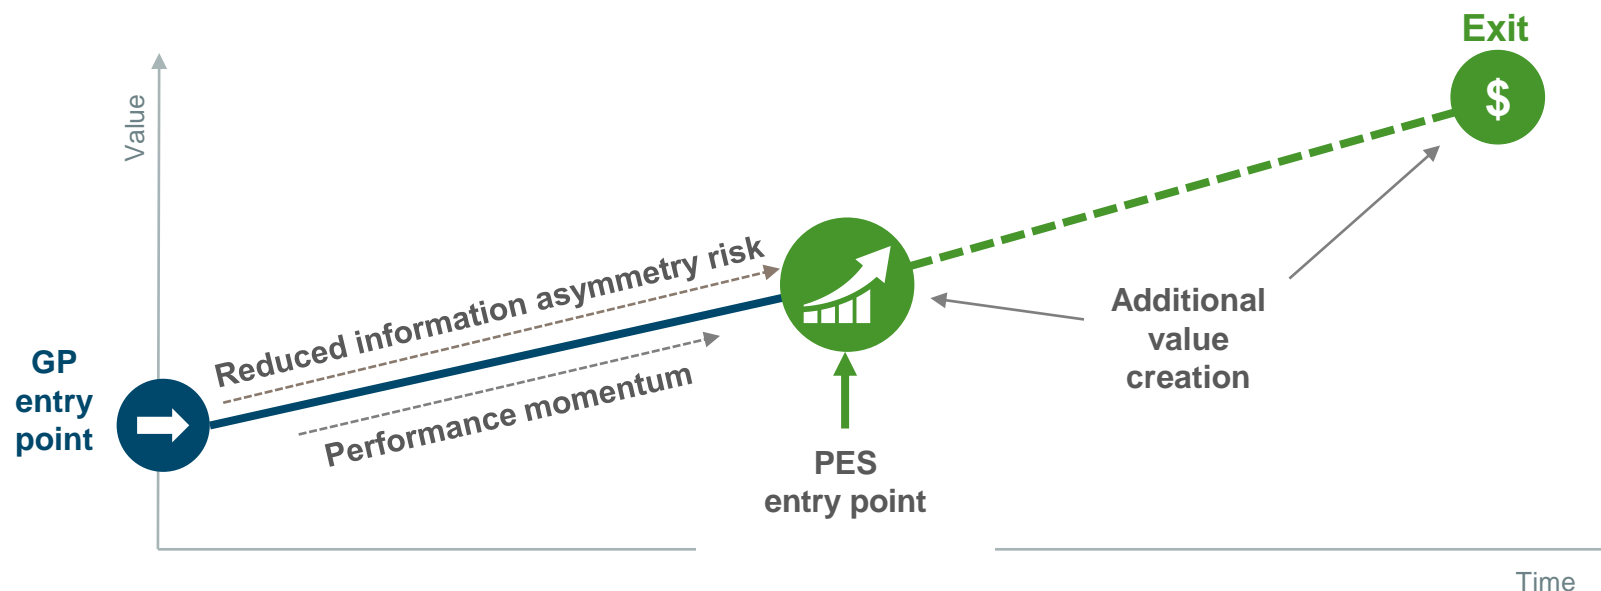 Exit
$
Value
Reduced information asymmetry risk
GP
entry
point
Performance momentum
Additional
value
creation
PES
entry point
Time